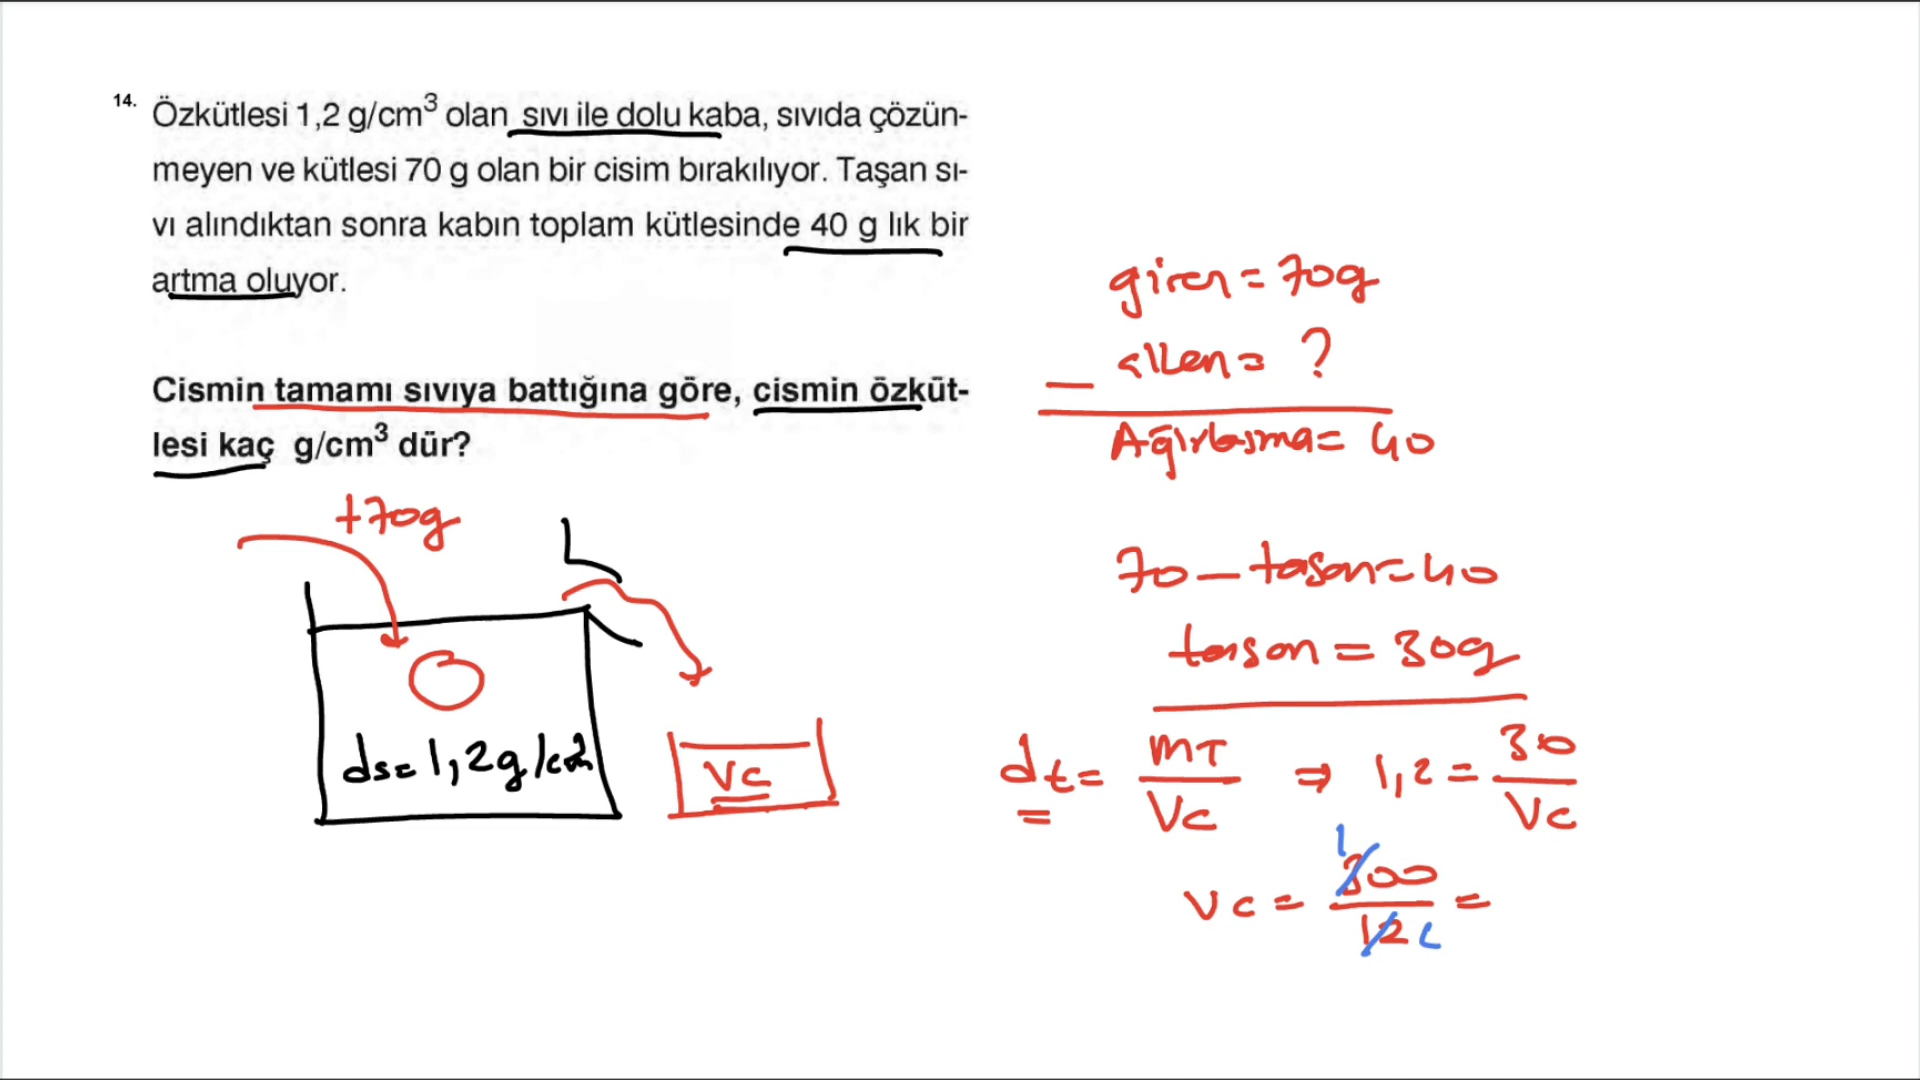 14. Özkütlesi 1,2 g/cm³ olan sıvı ile dolu kaba, sıvıda çözün-
meyen ve kütlesi 70 g olan bir cisim bırakılıyor. Taşan sı-
vı alındıktan sonra kabın toplam kütlesinde 40 g lık bir
artma oluyor.
Cismin tamamı sıvıya battığına göre, cismin özküt-
lesi kaç g/cm³ dür?
+70g
ds = 1,2g/cm³
Vc
giren = 70g
=  ?
Ağırlaşma = 40
70 - taşan = 40
taşan = 30g
dt = mT / Vc ⇒ 1,2 = 30 / Vc
1
Vc = 300 / 12 =